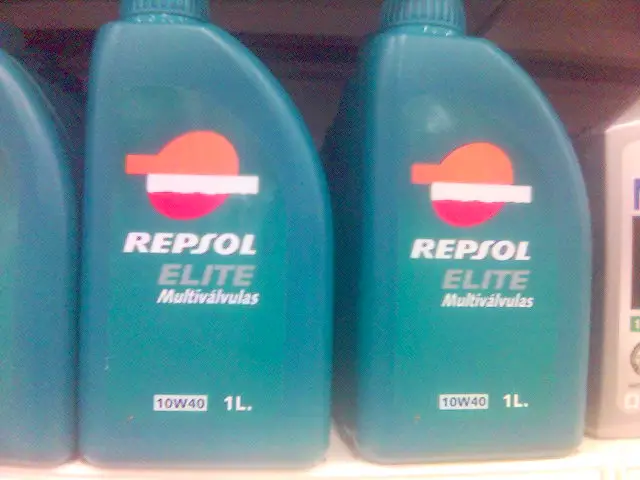 REPSOL
ELITE
Multiválvulas
10W40 1L.
REPSOL
ELITE
Multiválvulas
10W40 1L.